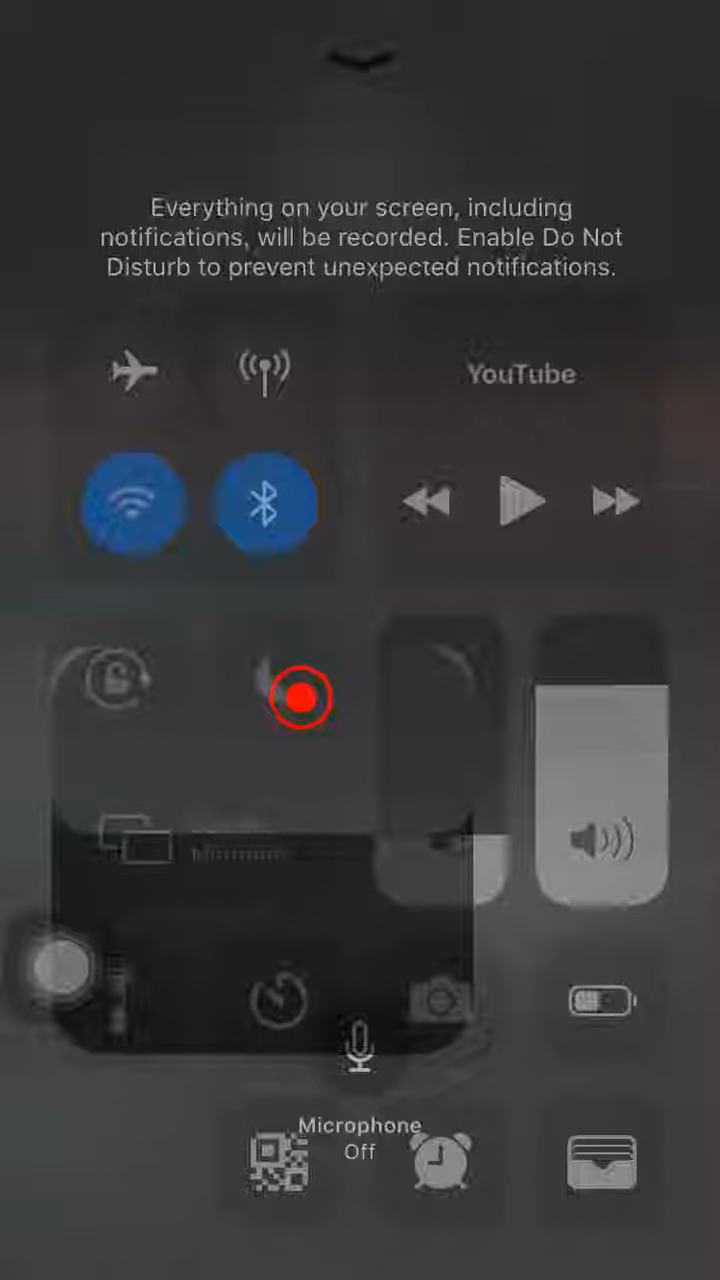 Everything on your screen, including
notifications, will be recorded. Enable Do Not
Disturb to prevent unexpected notifications.
YouTube
Microphone
Off